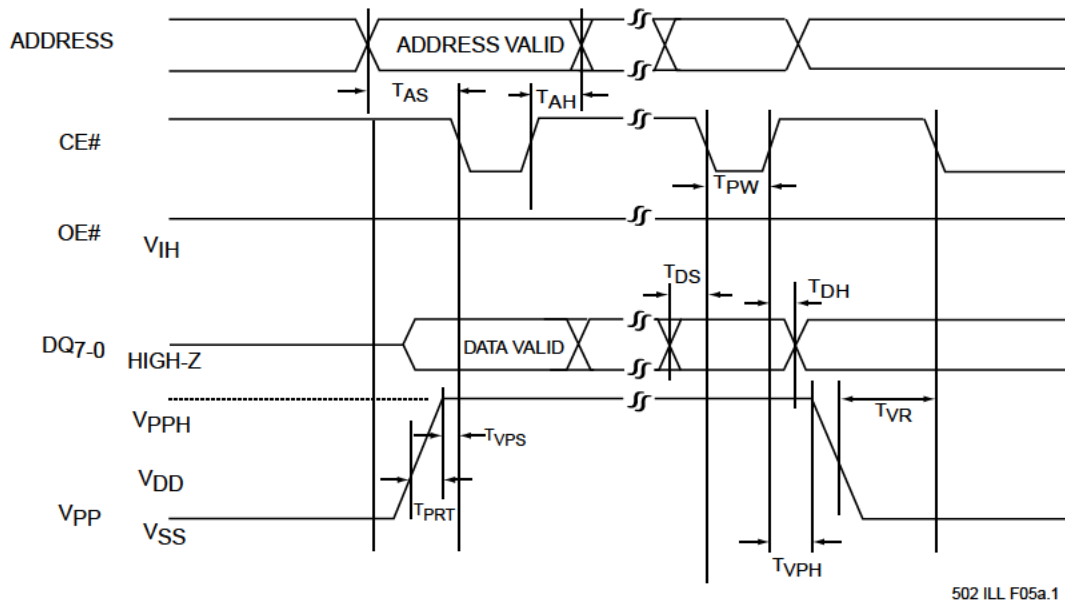 ADDRESS
ADDRESS VALID
TAS
TAH
CE#
TPW
OE#
VIH
TDS
TDH
DQ7-0
HIGH-Z
DATA VALID
VPPH
TVPS
TVR
VDD
TPRT
VPP
VSS
TVPH
502 ILL F05a.1